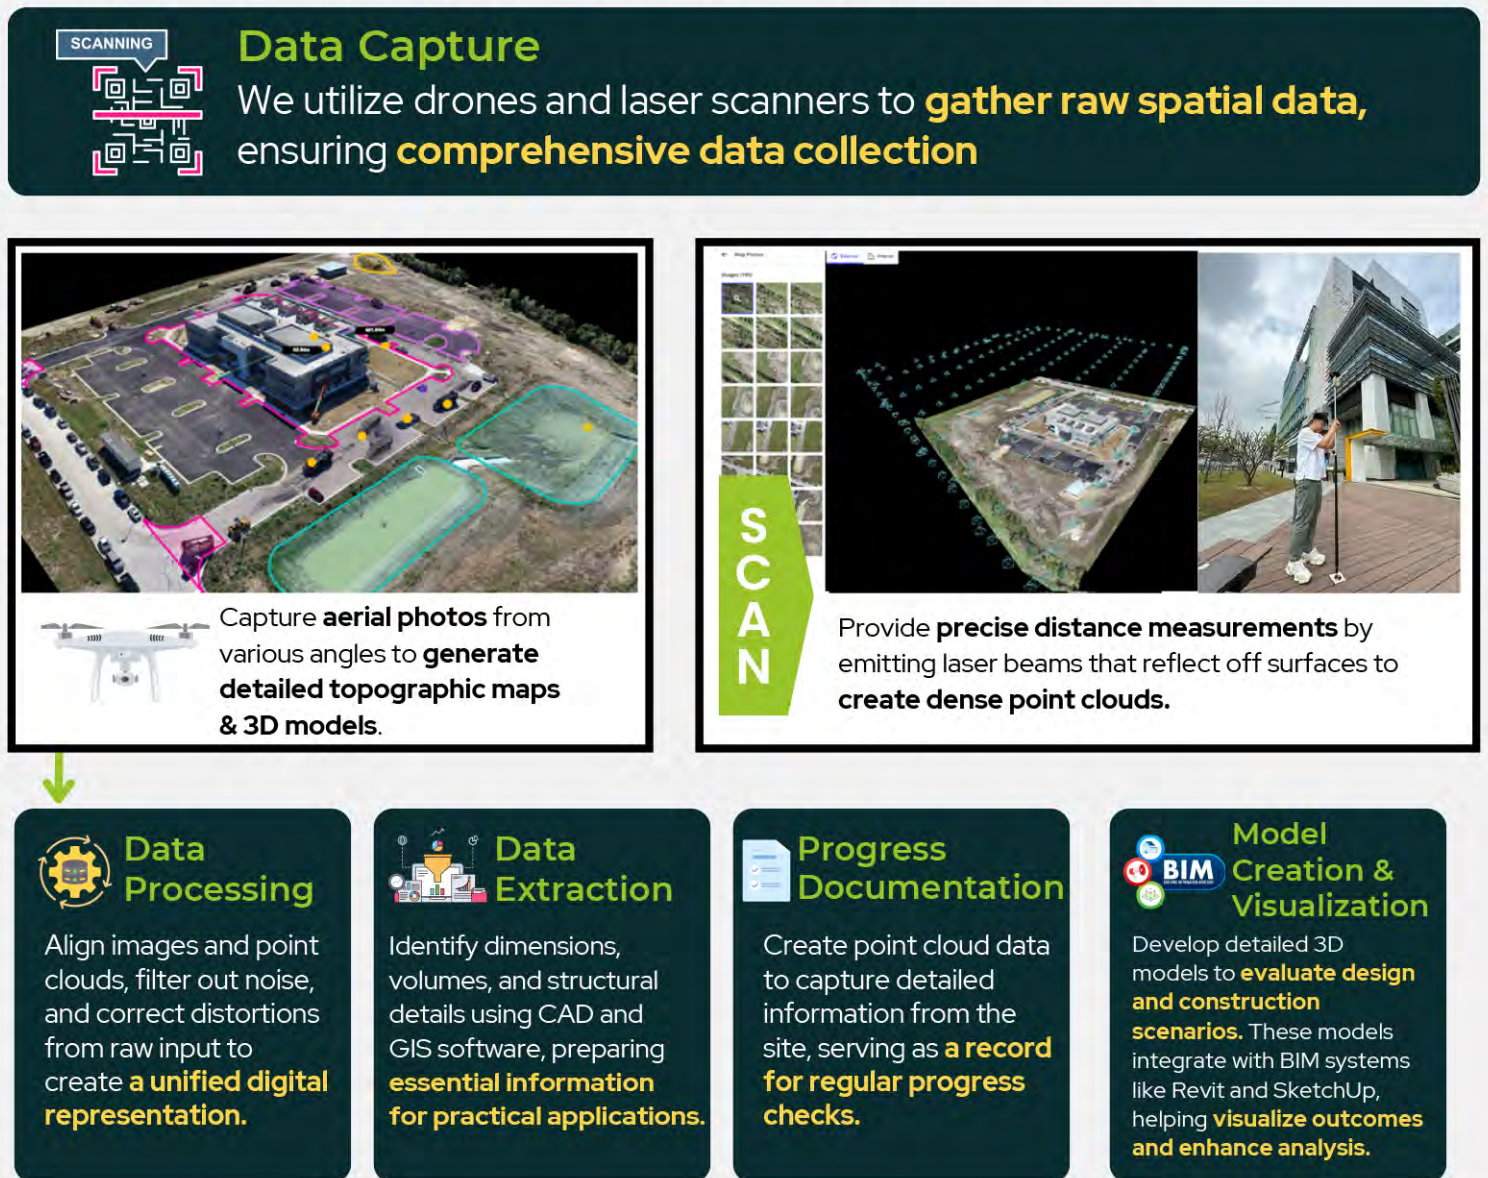 SCANNING
Data Capture
We utilize drones and laser scanners to gather raw spatial data,
ensuring comprehensive data collection
Map Photos
SCAN
Capture aerial photos from
various angles to generate
detailed topographic maps
& 3D models.
Provide precise distance measurements by
emitting laser beams that reflect off surfaces to
create dense point clouds.
Data
Processing
Align images and point
clouds, filter out noise,
and correct distortions
from raw input to
create a unified digital
representation.
Data
Extraction
Identify dimensions,
volumes, and structural
details using CAD and
GIS software, preparing
essential information
for practical applications.
Progress
Documentation
Create point cloud data
to capture detailed
information from the
site, serving as a record
for regular progress
checks.
BIM
Model
Creation &
Visualization
Develop detailed 3D
models to evaluate design
and construction
scenarios. These models
integrate with BIM systems
like Revit and SketchUp,
helping visualize outcomes
and enhance analysis.